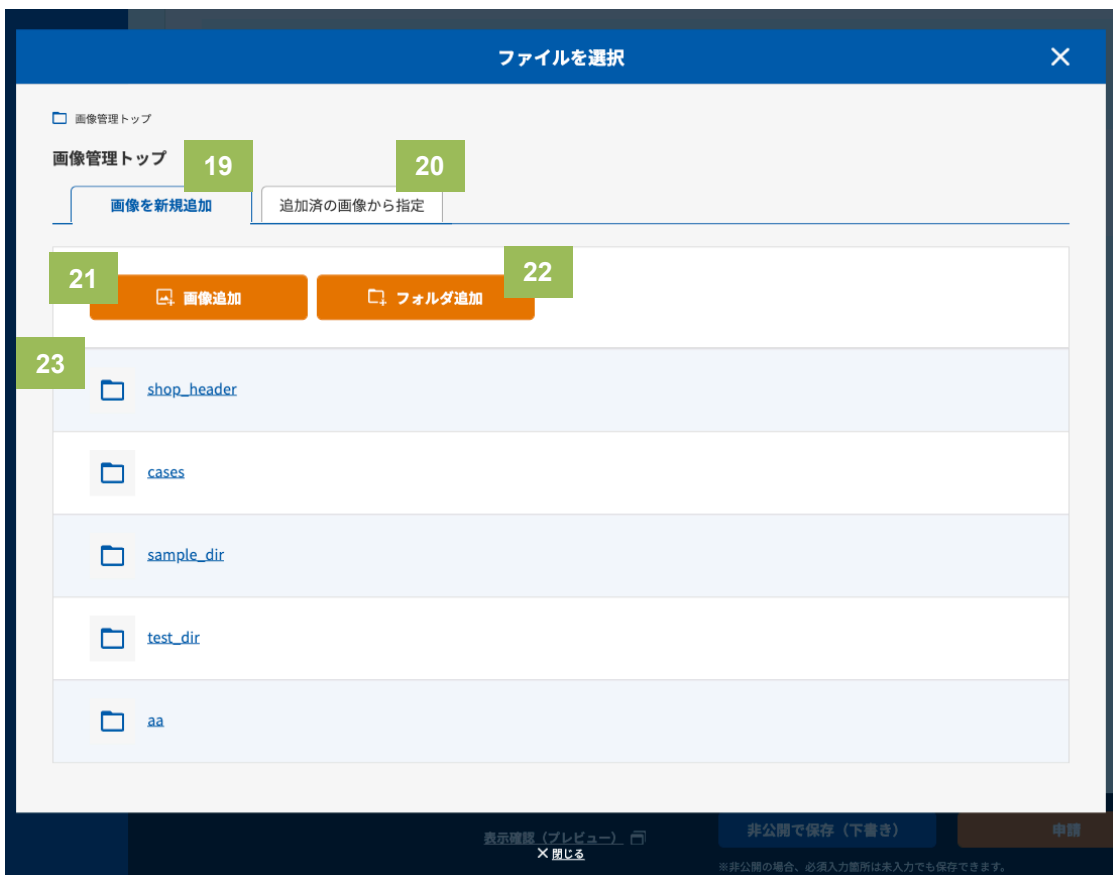 ファイルを選択
画像管理トップ
画像管理トップ
19
20
画像を新規追加
追加済の画像から指定
21
22
画像追加
フォルダ追加
23
shop_header
cases
sample_dir
test_dir
aa
表示確認（プレビュー）
非公開で保存（下書き）
申請
閉じる
※非公開の場合、必須入力箇所は未入力でも保存できます。